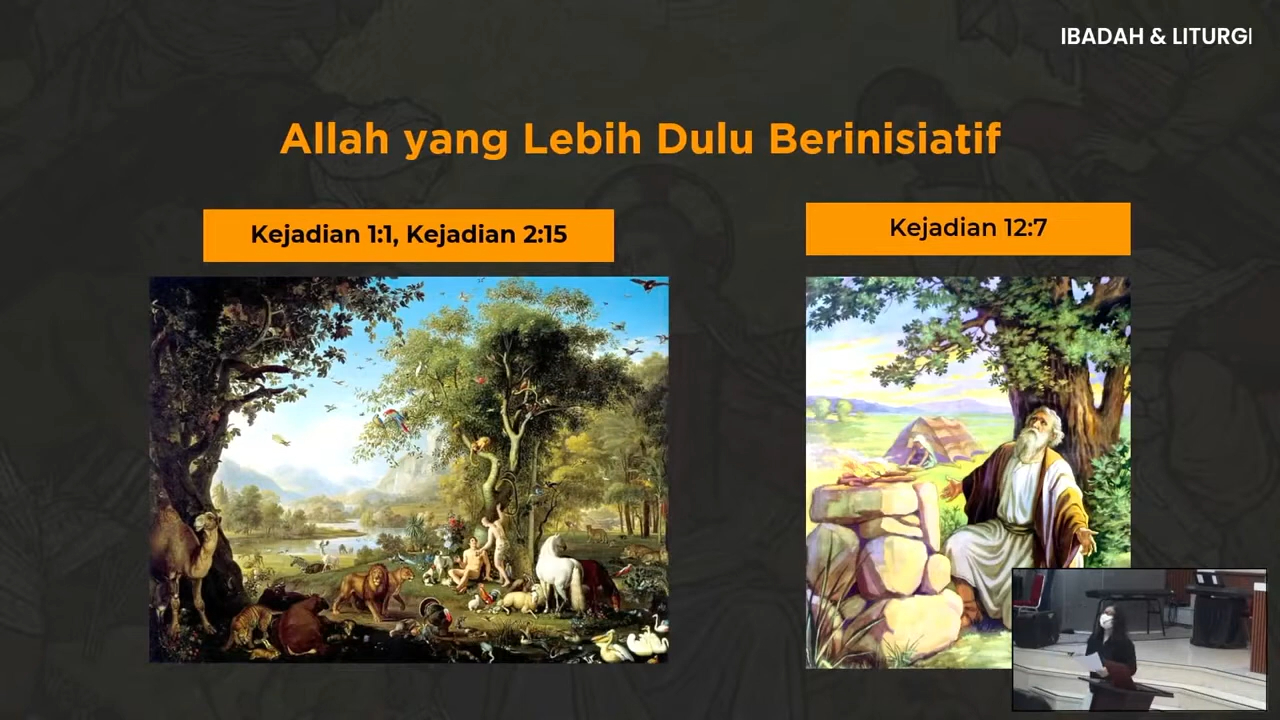 IBADAH & LITURGI
Allah yang Lebih Dulu Berinisiatif
Kejadian 1:1, Kejadian 2:15
Kejadian 12:7